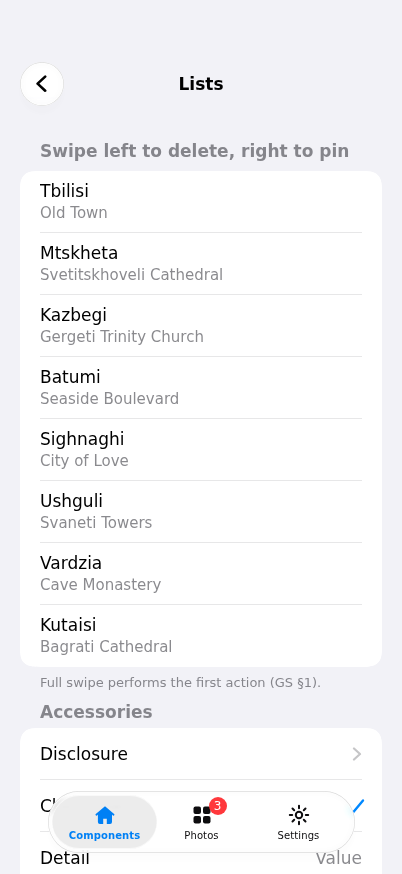 Lists
Swipe left to delete, right to pin
Tbilisi
Old Town
Mtskheta
Svetitskhoveli Cathedral
Kazbegi
Gergeti Trinity Church
Batumi
Seaside Boulevard
Sighnaghi
City of Love
Ushguli
Svaneti Towers
Vardzia
Cave Monastery
Kutaisi
Bagrati Cathedral
Full swipe performs the first action (GS §1).
Accessories
Disclosure
3
Components Photos Settings
Detail Value